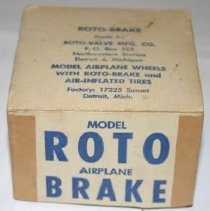 ROTO-BRAKE
Made by
ROTO-VALVE MFG. CO.
P. O. Box 525
Northwestern Station
Detroit 4, Michigan
MODEL AIRPLANE WHEELS
WITH ROTO-BRAKE and
AIR-INFLATED TIRES
Factory: 17325 Sunset
Detroit, Mich.
MODEL
ROTO
AIRPLANE
BRAKE